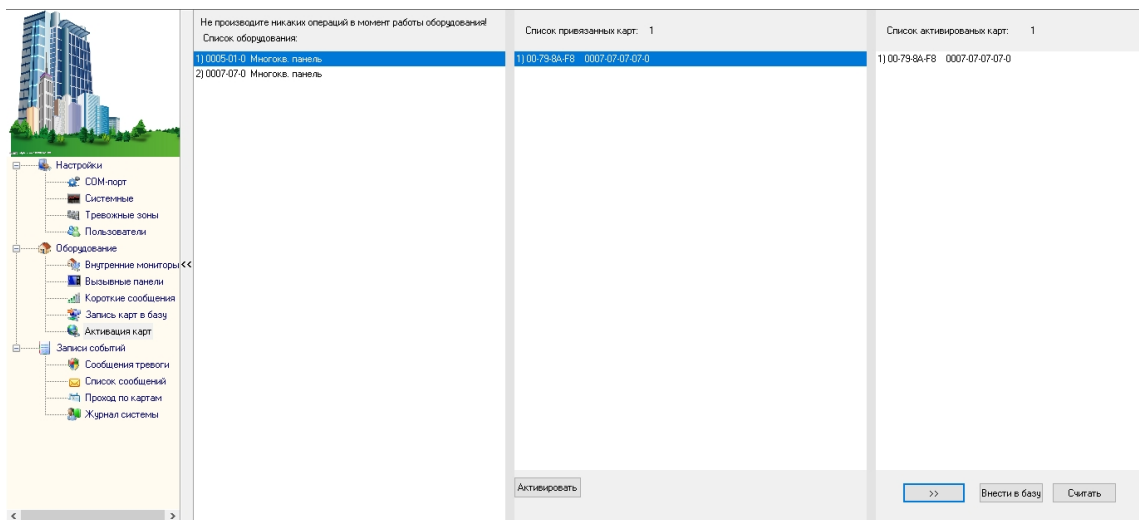 Не производите никаких операций в момент работы оборудования!
Список оборудования:
1) 0005-01-0 Многокв. панель
2) 0007-07-0 Многокв. панель
Список привязанных карт: 1
1) 00-79-8A-F8 0007-07-07-07-0
Список активированых карт: 1
1) 00-79-8A-F8 0007-07-07-07-0
Настройки
COM-порт
Системные
Тревожные зоны
Пользователи
Оборудование
Внутренние мониторы
<<
Вызывные панели
Короткие сообщения
Запись карт в базу
Активация карт
Записи событий
Сообщения тревоги
Список сообщений
Проход по картам
Журнал системы
Активировать
>>
Внести в базу
Считать